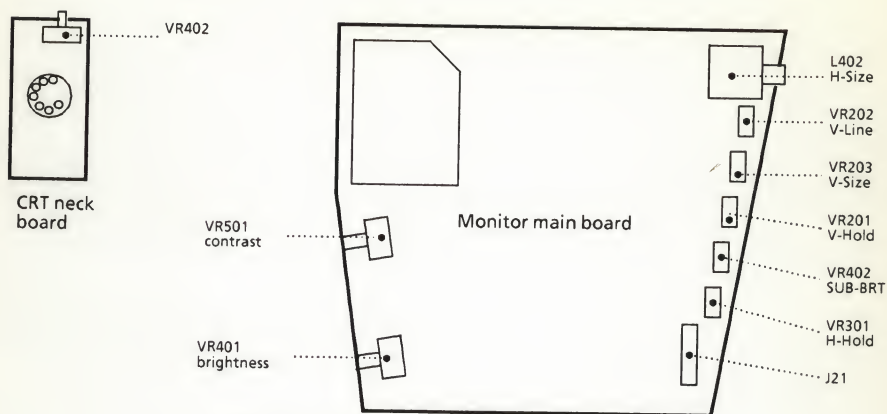 VR402
CRT neck
board
VR501
contrast
VR401
brightness
Monitor main board
L402
H-Size
VR202
V-Line
VR203
V-Size
VR201
V-Hold
VR402
SUB-BRT
VR301
H-Hold
J21